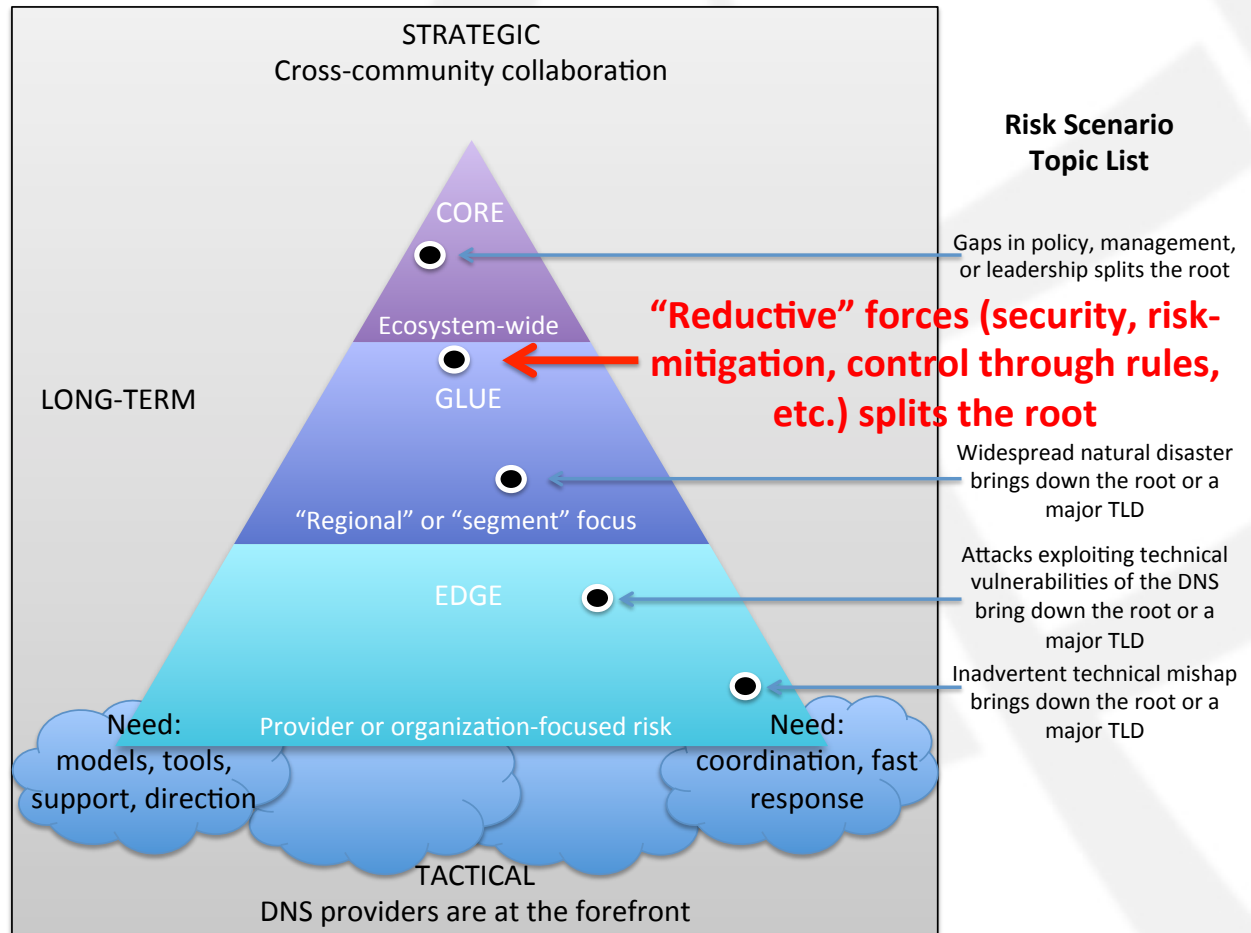 STRATEGIC
Cross-community collaboration
Risk Scenario
Topic List
CORE
Gaps in policy, management,
or leadership splits the root
Ecosystem-wide
“Reductive” forces (security, risk-
mitigation, control through rules,
etc.) splits the root
GLUE
LONG-TERM
Widespread natural disaster
brings down the root or a
major TLD
“Regional” or “segment” focus
Attacks exploiting technical
vulnerabilities of the DNS
bring down the root or a
major TLD
EDGE
Inadvertent technical mishap
brings down the root or a
major TLD
Provider or organization-focused risk
Need:
models, tools,
support, direction
Need:
coordination, fast
response
TACTICAL
DNS providers are at the forefront